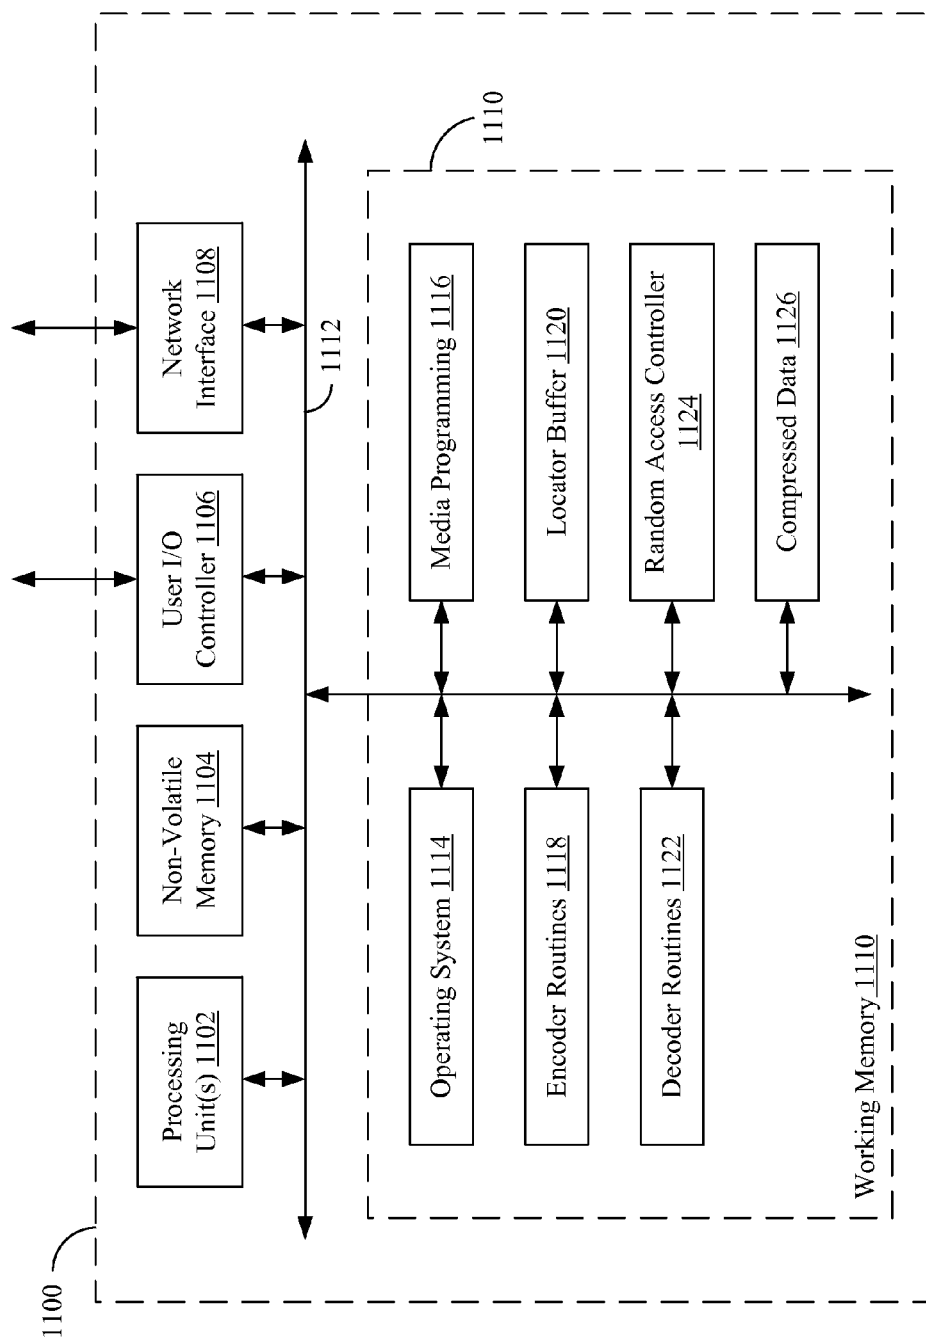 1100
Processing
Unit(s) 1102
Non-Volatile
Memory 1104
User I/O
Controller 1106
Network
Interface 1108
1112
1110
Operating System 1114
Media Programming 1116
Encoder Routines 1118
Locator Buffer 1120
Decoder Routines 1122
Random Access Controller
1124
Compressed Data 1126
Working Memory 1110